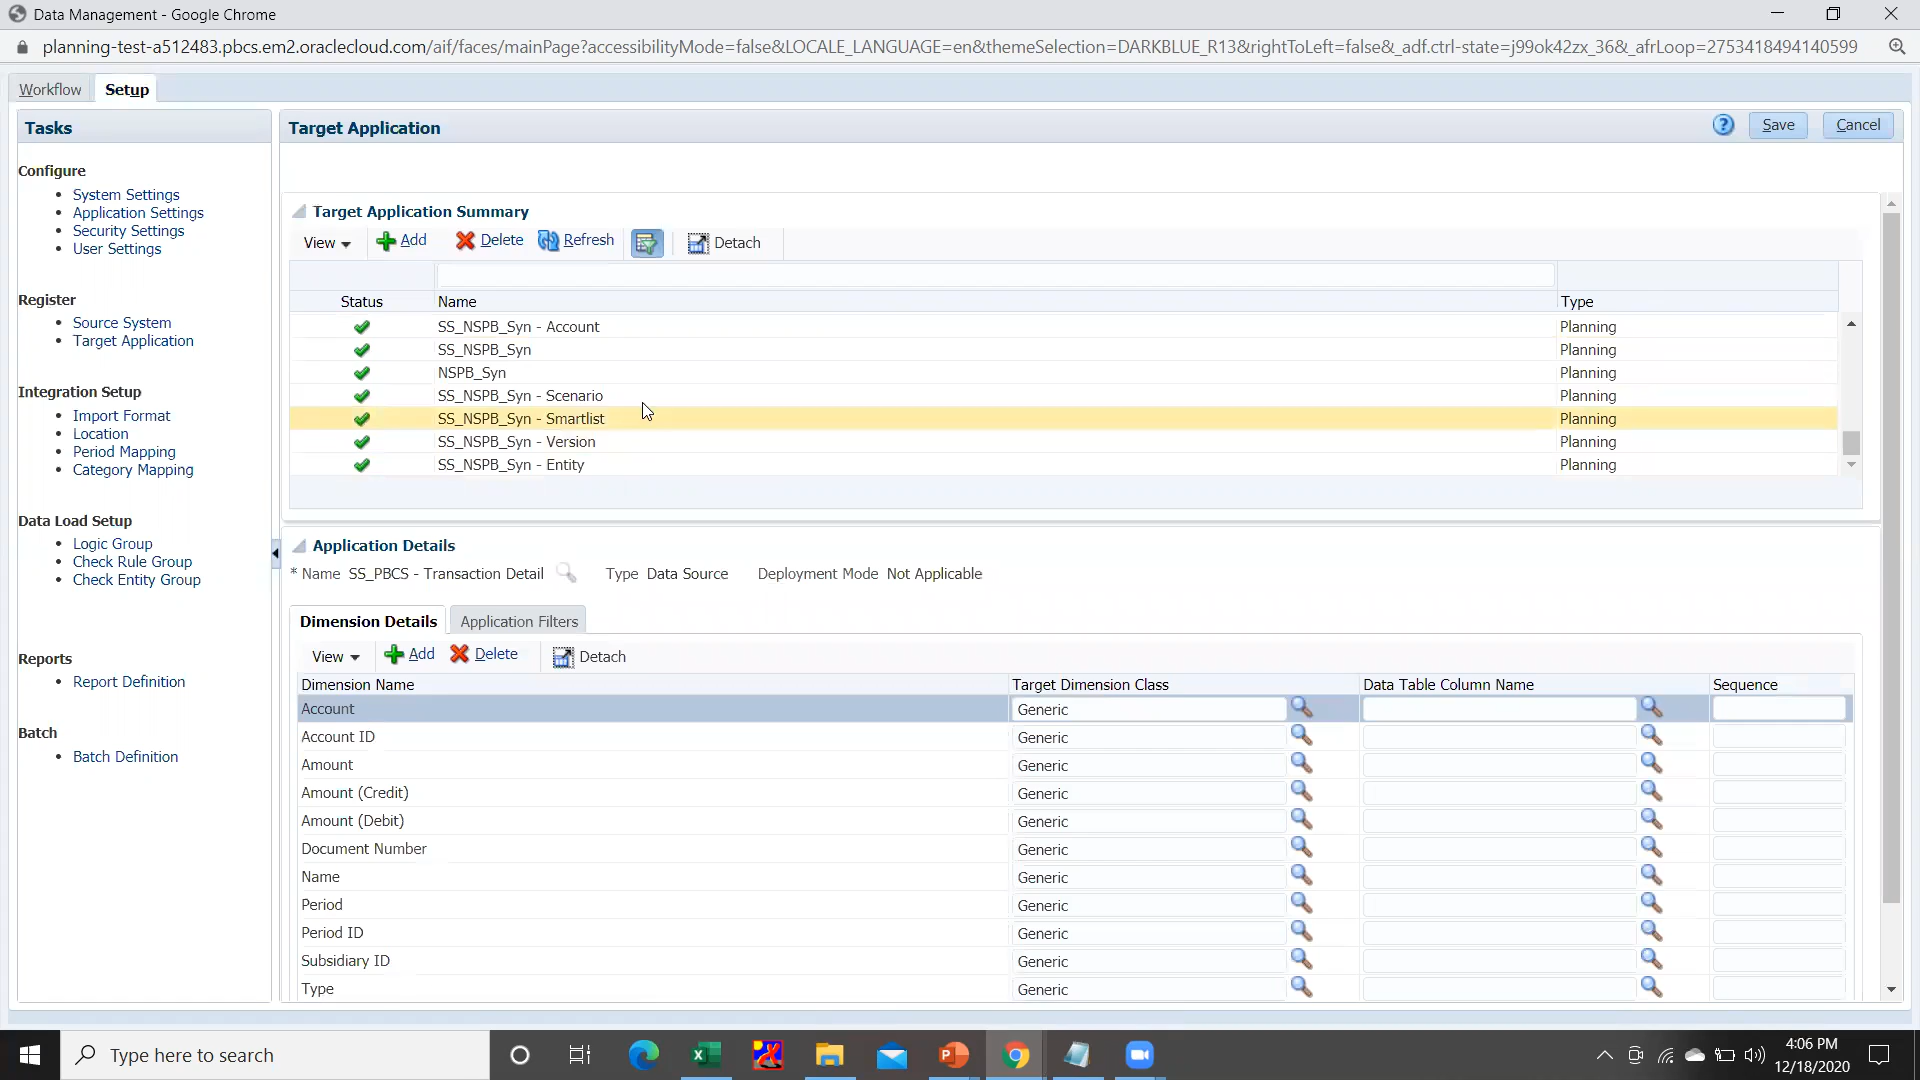 Data Management - Google Chrome
planning-test-a512483.pbcs.em2.oraclecloud.com/aif/faces/mainPage?accessibilityMode=false&LOCALE_LANGUAGE=en&themeSelection=DARKBLUE_R13&rightToLeft=false&_adf.ctrl-state=j99ok42zx_36&_afrLoop=2753418494140599
Workflow Setup
Tasks
Configure
System Settings
Application Settings
Security Settings
User Settings
Register
Source System
Target Application
Integration Setup
Import Format
Location
Period Mapping
Category Mapping
Data Load Setup
Logic Group
Check Rule Group
Check Entity Group
Reports
Report Definition
Batch
Batch Definition
Target Application
? Save Cancel
Target Application Summary
View Add Delete Refresh Detach
Status Name Type
SS_NSPB_Syn - Account Planning
SS_NSPB_Syn Planning
NSPB_Syn Planning
SS_NSPB_Syn - Scenario Planning
SS_NSPB_Syn - Smartlist Planning
SS_NSPB_Syn - Version Planning
SS_NSPB_Syn - Entity Planning
Application Details
* Name SS_PBCS - Transaction Detail Type Data Source Deployment Mode Not Applicable
Dimension Details Application Filters
View Add Delete Detach
Dimension Name Target Dimension Class Data Table Column Name Sequence
Account Generic
Account ID Generic
Amount Generic
Amount (Credit) Generic
Amount (Debit) Generic
Document Number Generic
Name Generic
Period Generic
Period ID Generic
Subsidiary ID Generic
Type Generic
Type here to search
4:06 PM
12/18/2020